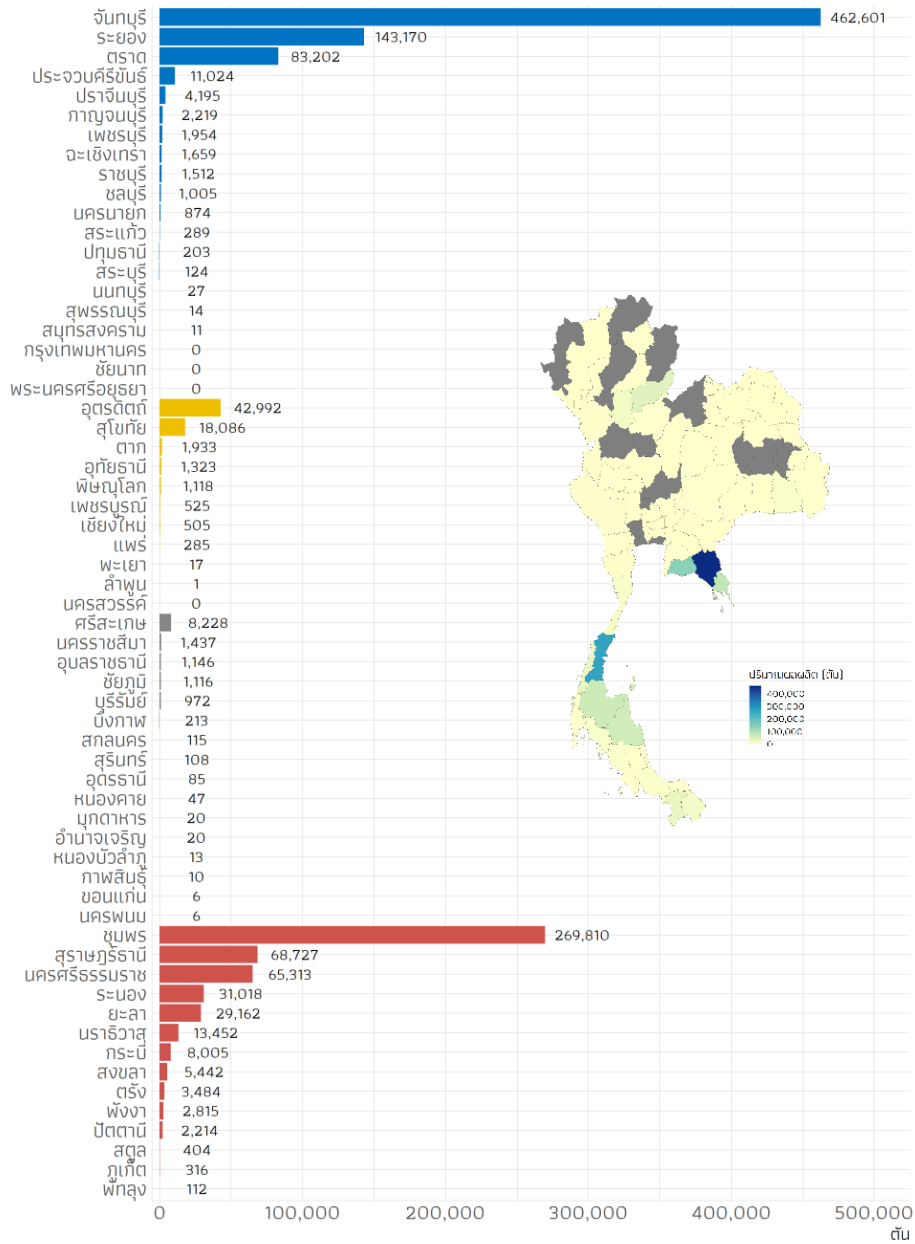 จันทบุรี 462,601
ระยอง 143,170
ตราด 83,202
ประจวบคีรีขันธ์ 11,024
ปราจีนบุรี 4,195
กาญจนบุรี 2,219
เพชรบุรี 1,954
ฉะเชิงเทรา 1,659
ราชบุรี 1,512
ชลบุรี 1,005
นครนายก 874
สระแก้ว 289
ปทุมธานี 203
สระบุรี 124
นนทบุรี 27
สุพรรณบุรี 14
สมุทรสงคราม 11
กรุงเทพมหานคร 0
ชัยนาท 0
พระนครศรีอยุธยา 0
อุตรดิตถ์ 42,992
สุโขทัย 18,086
ตาก 1,933
อุทัยธานี 1,323
พิษณุโลก 1,118
เพชรบูรณ์ 525
เชียงใหม่ 505
แพร่ 285
พะเยา 17
ลำพูน 1
นครสวรรค์ 0
ศรีสะเกษ 8,228
นครราชสีมา 1,437
อุบลราชธานี 1,146
ชัยภูมิ 1,116
บุรีรัมย์ 972
บึงกาฬ 213
สกลนคร 115
สุรินทร์ 108
อุดรธานี 85
หนองคาย 47
มุกดาหาร 20
อำนาจเจริญ 20
หนองบัวลำภู 13
กาฬสินธุ์ 10
ขอนแก่น 6
นครพนม 6
ชุมพร 269,810
สุราษฎร์ธานี 68,727
นครศรีธรรมราช 65,313
ระนอง 31,018
ยะลา 29,162
นราธิวาส 13,452
กระบี่ 8,005
สงขลา 5,442
ตรัง 3,484
พังงา 2,815
ปัตตานี 2,214
สตูล 404
ภูเก็ต 316
พัทลุง 112
0 100,000 200,000 300,000 400,000 500,000
ตัน
ปริมาณผลผลิต (ตัน)
400,000
300,000
200,000
100,000
0